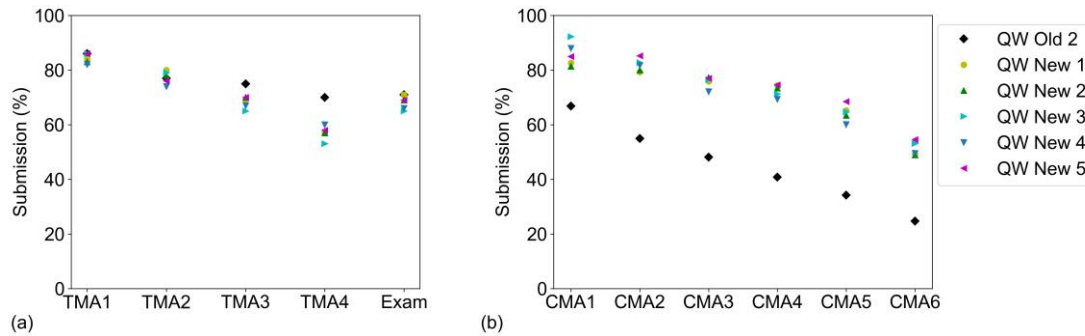 100
80
60
40
20
0
Submission (%)
TMA1 TMA2 TMA3 TMA4 Exam
(a)
100
80
60
40
20
0
Submission (%)
CMA1 CMA2 CMA3 CMA4 CMA5 CMA6
(b)
QW Old 2
QW New 1
QW New 2
QW New 3
QW New 4
QW New 5